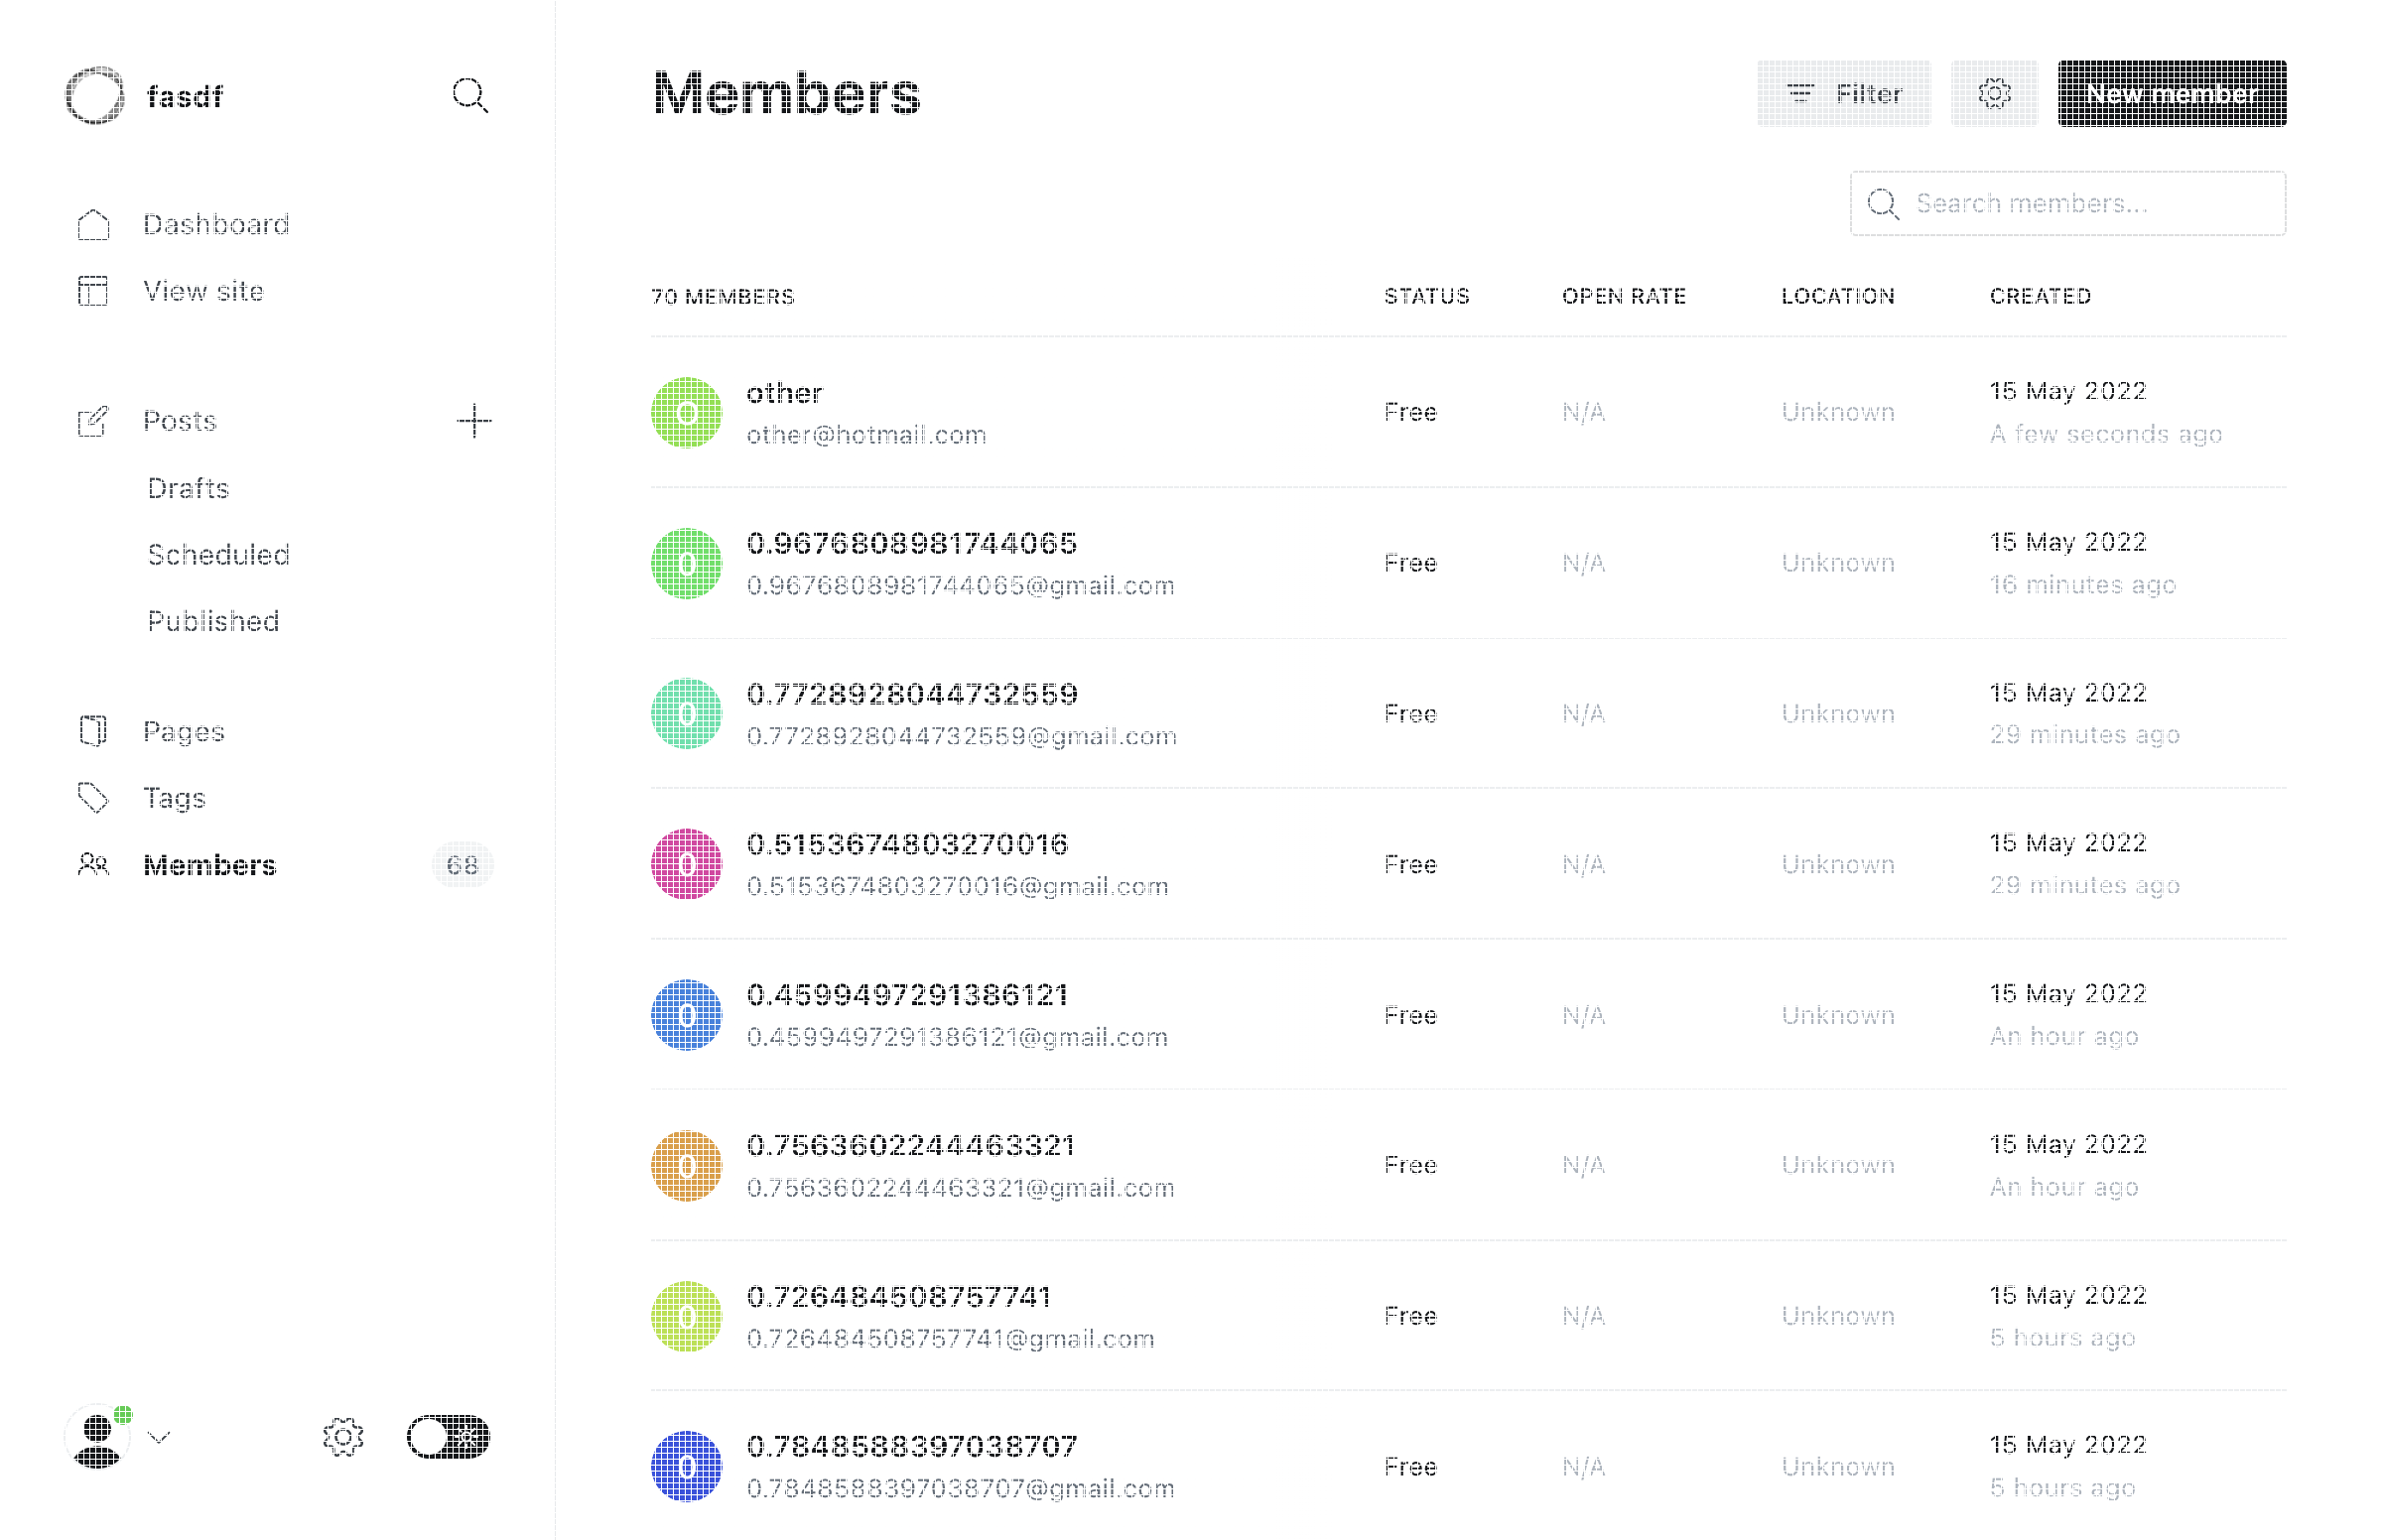 fasdf
Dashboard
View site
Posts
Drafts
Scheduled
Published
Pages
Tags
Members 68
Members
Filter
New member
Search members...
70 MEMBERS STATUS OPEN RATE LOCATION CREATED
O other Free N/A Unknown 15 May 2022
other@hotmail.com A few seconds ago
0 0.9676808981744065 Free N/A Unknown 15 May 2022
0.9676808981744065@gmail.com 16 minutes ago
0 0.7728928044732559 Free N/A Unknown 15 May 2022
0.7728928044732559@gmail.com 29 minutes ago
0 0.5153674803270016 Free N/A Unknown 15 May 2022
0.5153674803270016@gmail.com 29 minutes ago
0 0.4599497291386121 Free N/A Unknown 15 May 2022
0.4599497291386121@gmail.com An hour ago
0 0.7563602244463321 Free N/A Unknown 15 May 2022
0.7563602244463321@gmail.com An hour ago
0 0.726484508757741 Free N/A Unknown 15 May 2022
0.726484508757741@gmail.com 5 hours ago
0 0.7848588397038707 Free N/A Unknown 15 May 2022
0.7848588397038707@gmail.com 5 hours ago